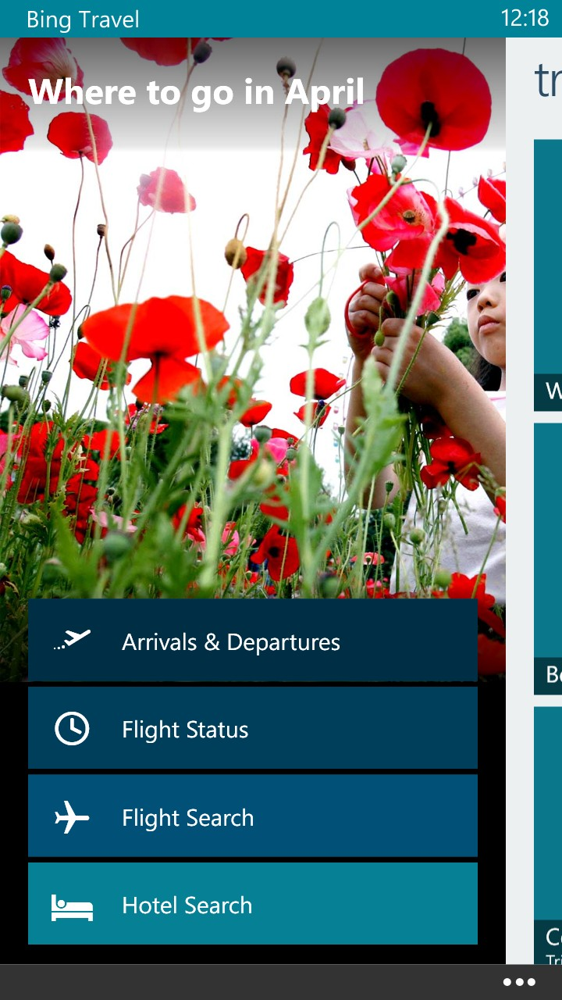 Bing Travel
12:18
Where to go in April
Arrivals & Departures
Flight Status
Flight Search
Hotel Search